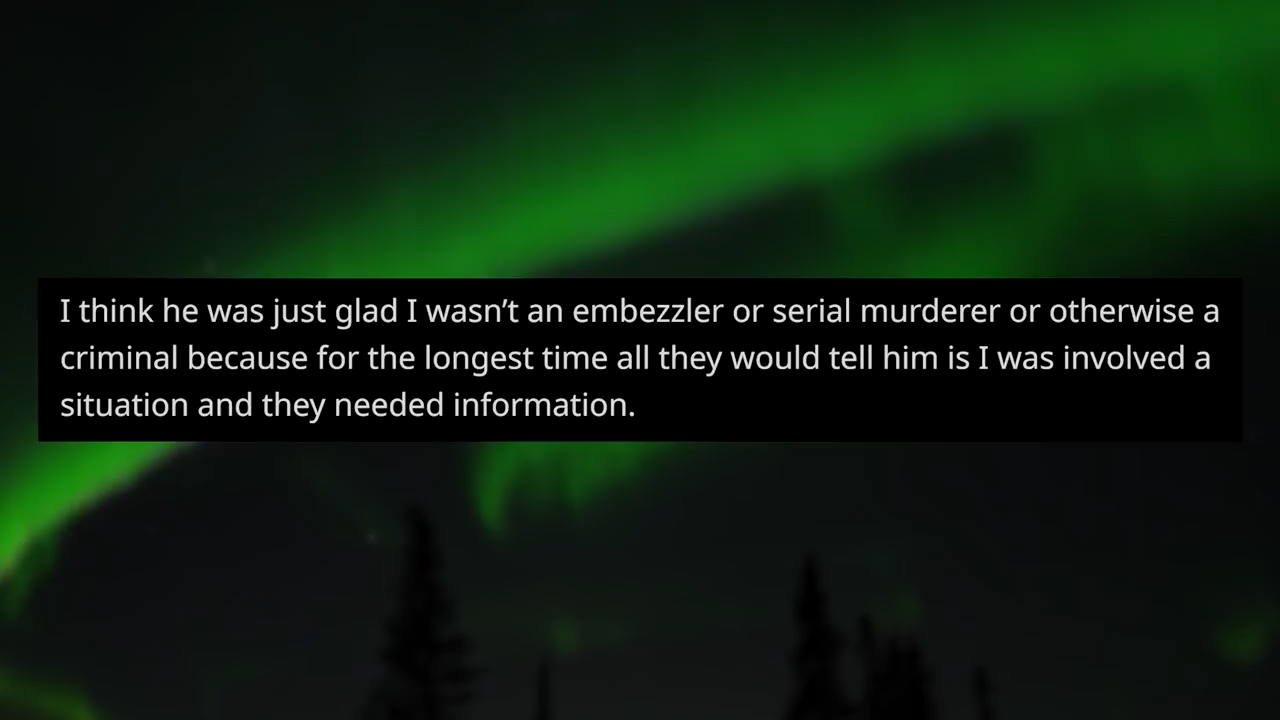 I think he was just glad I wasn’t an embezzler or serial murderer or otherwise a
criminal because for the longest time all they would tell him is I was involved a
situation and they needed information.